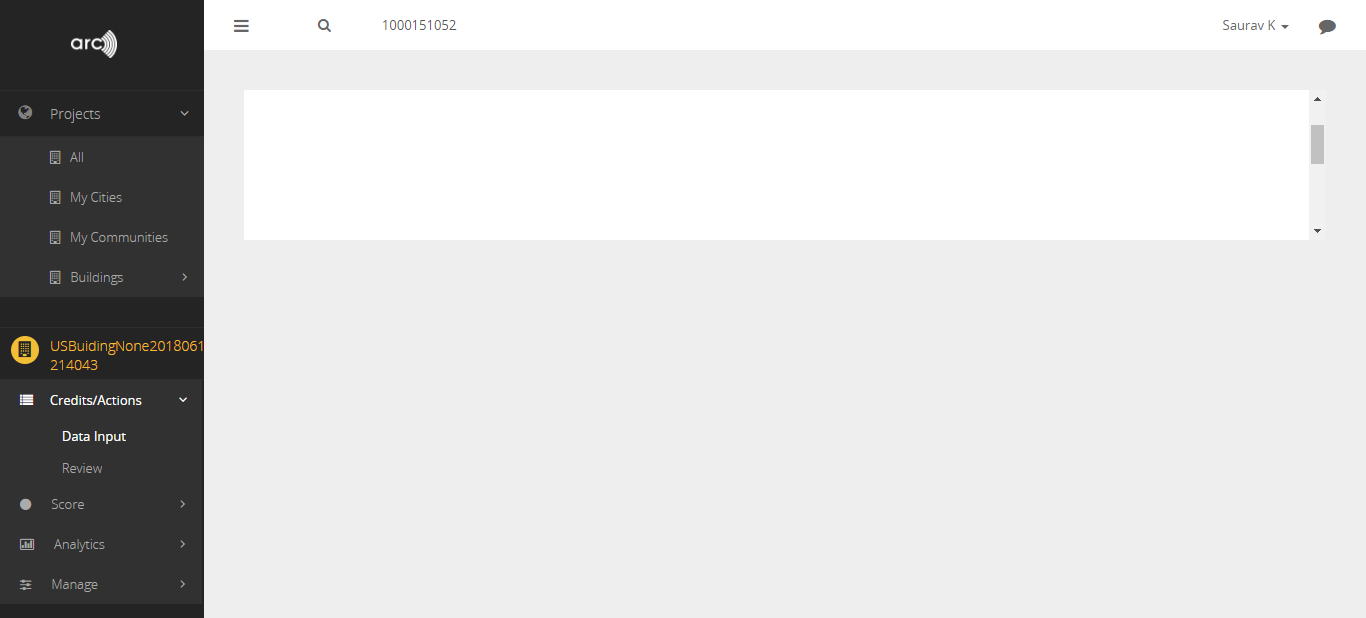 arc
1000151052
Saurav K
Projects
All
My Cities
My Communities
Buildings
USBuidingNone2018061
214043
Credits/Actions
Data Input
Review
Score
Analytics
Manage